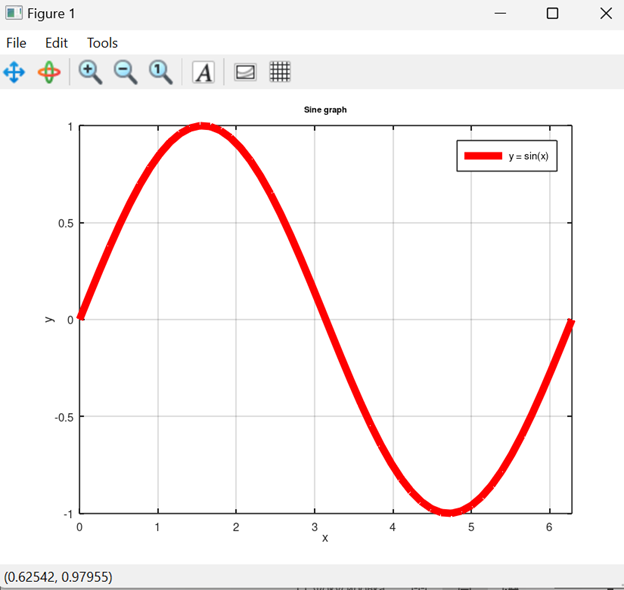 Figure 1
File Edit Tools
A
Sine graph
y = sin(x)
1
0.5
0
-0.5
-1
y
0 1 2 3 4 5 6
x
(0.62542, 0.97955)